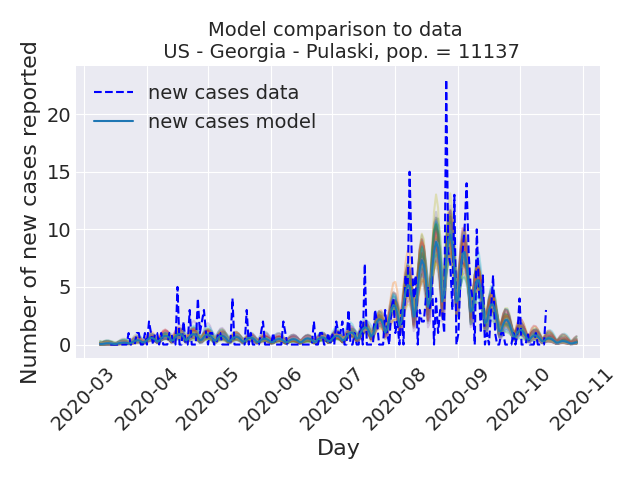 Model comparison to data
US - Georgia - Pulaski, pop. = 11137
new cases data
new cases model
Number of new cases reported
20
15
10
5
0
2020-03
2020-04
2020-05
2020-06
2020-07
2020-08
2020-09
2020-10
2020-11
Day